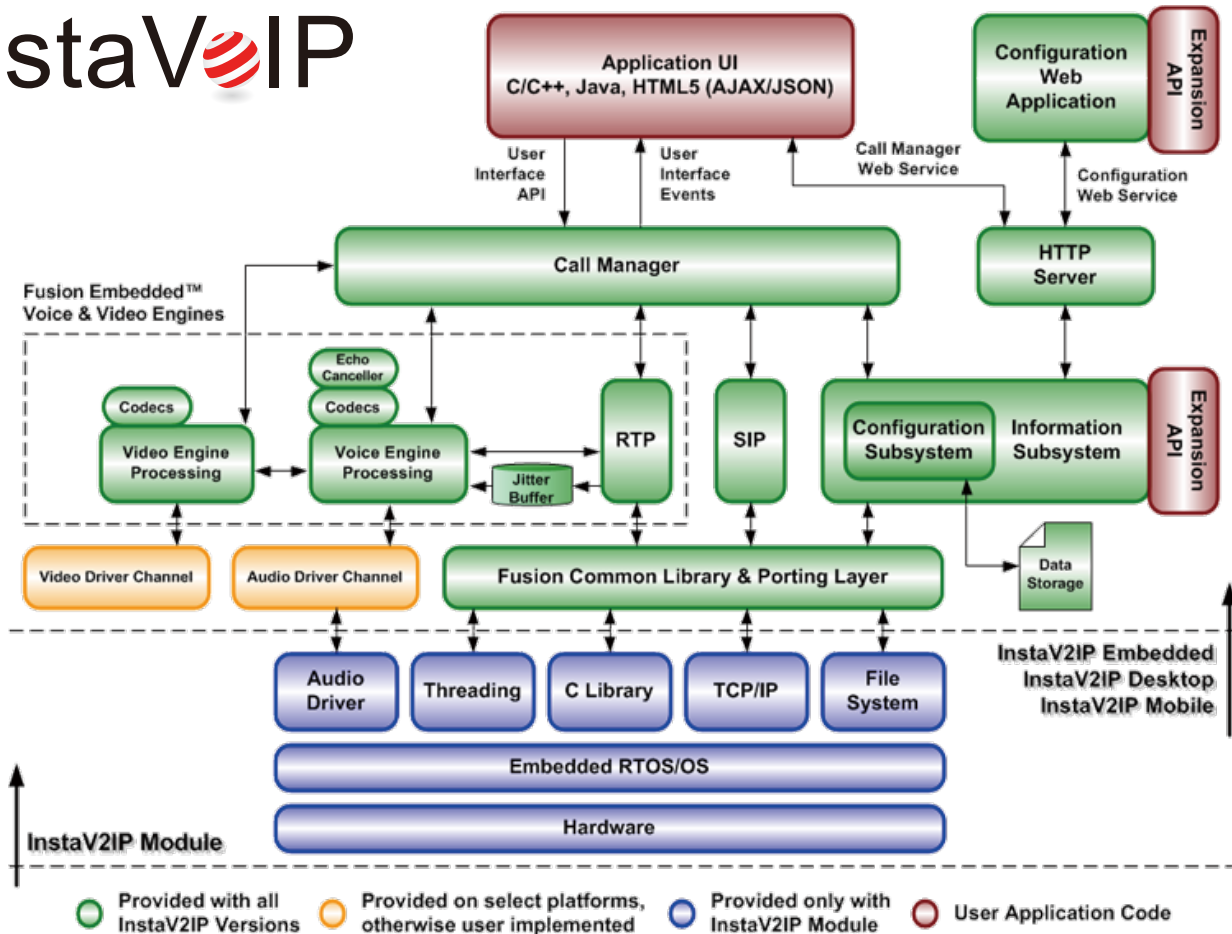 staVoIP
Application UI
C/C++, Java, HTML5 (AJAX/JSON)
Configuration
Web
Application
Expansion
API
User
Interface
API
User
Interface
Events
Call Manager
Web Service
Configuration
Web Service
Call Manager
HTTP
Server
Fusion Embedded™
Voice & Video Engines
Echo
Canceller
Codecs
Codecs
Video Engine
Processing
Voice Engine
Processing
Jitter
Buffer
RTP
SIP
Configuration
Subsystem
Information
Subsystem
Expansion
API
Video Driver Channel
Audio Driver Channel
Fusion Common Library & Porting Layer
Data
Storage
Audio
Driver
Threading
C Library
TCP/IP
File
System
InstaV2IP Embedded
InstaV2IP Desktop
InstaV2IP Mobile
Embedded RTOS/OS
Hardware
InstaV2IP Module
Provided with all
InstaV2IP Versions
Provided on select platforms,
otherwise user implemented
Provided only with
InstaV2IP Module
User Application Code